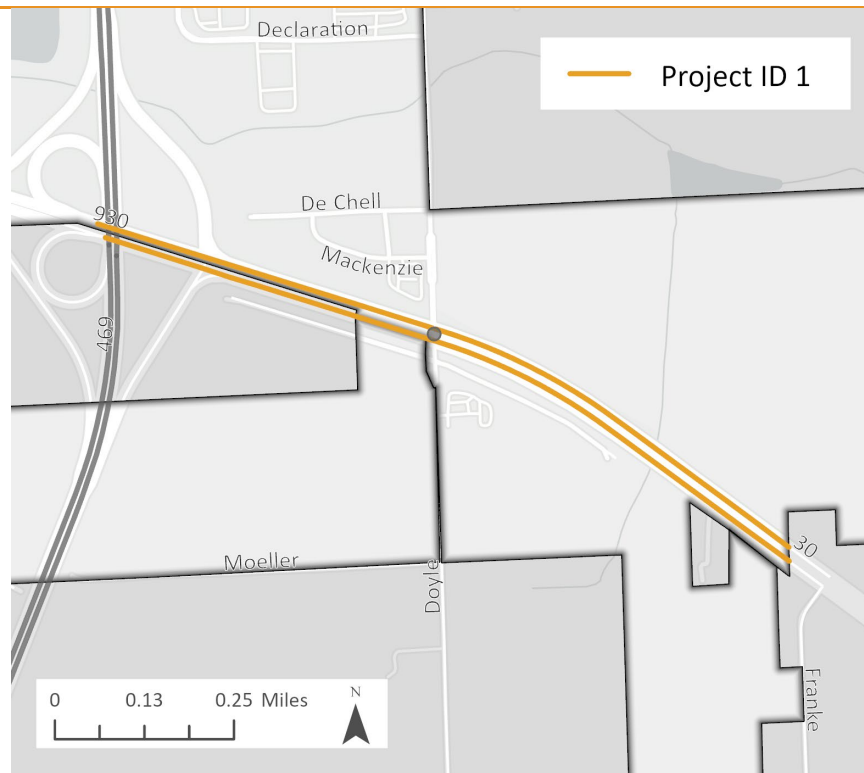 Declaration
Project ID 1
De Chell
930
Mackenzie
469
30
Moeller
Doyle
Franke
0 0.13 0.25 Miles
N